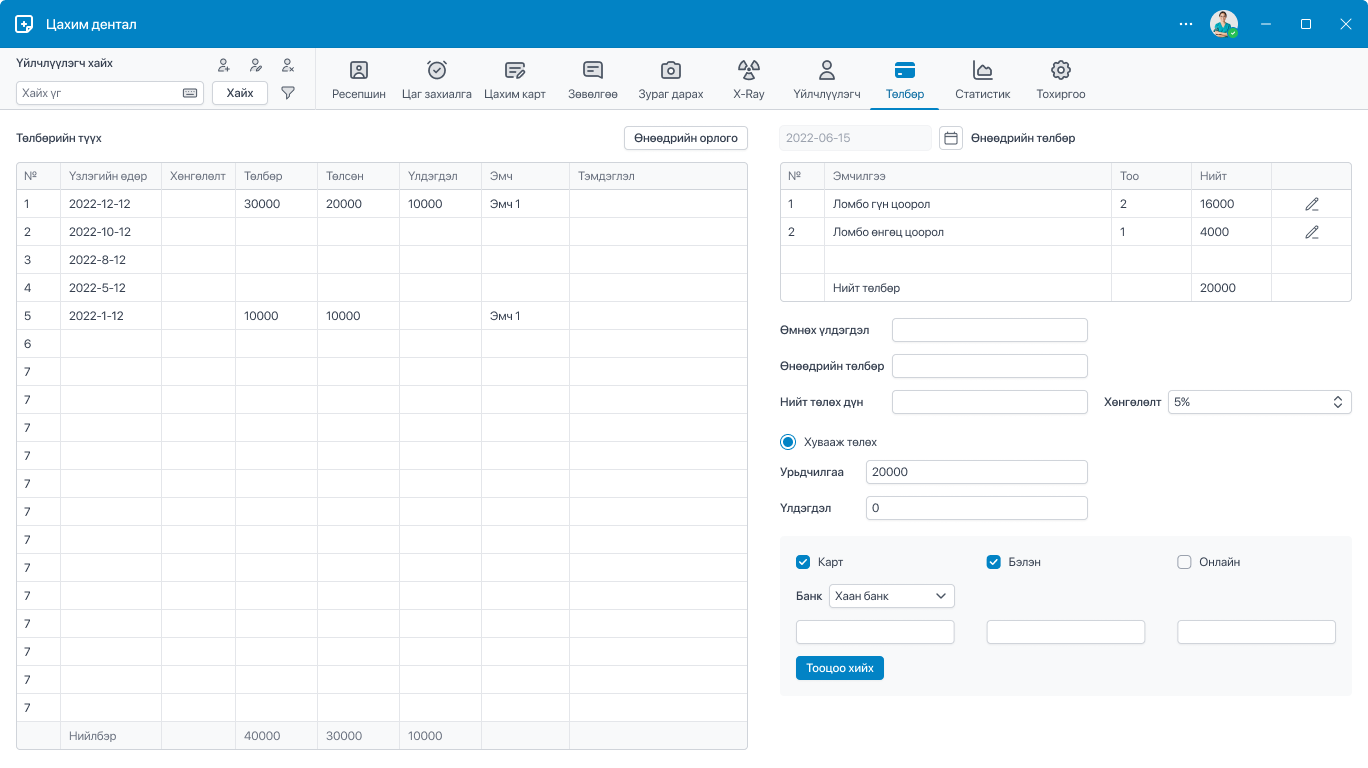 Цахим дентал
Үйлчлүүлэгч хайх
Хайх үг
Хайх
Ресепшин Цаг захиалга Цахим карт Зөвөлгөө Зураг дарах X-Ray Үйлчлүүлэгч Төлбөр Статистик Тохиргоо
Төлбөрийн түүх
Өнөөдрийн орлого
№ Үзлэгийн өдөр Хөнгөлөлт Төлбөр Төлсөн Үлдэгдэл Эмч Тэмдэглэл
1 2022-12-12 30000 20000 10000 Эмч 1
2 2022-10-12
3 2022-8-12
4 2022-5-12
5 2022-1-12 10000 10000 Эмч 1
6
7
7
7
7
7
7
7
7
7
7
7
7
7
Нийлбэр 40000 30000 10000
2022-06-15
Өнөөдрийн төлбөр
№ Эмчилгээ Тоо Нийт
1 Ломбо гүн цоорол 2 16000
2 Ломбо өнгөц цоорол 1 4000
Нийт төлбөр 20000
Өмнөх үлдэгдэл
Өнөөдрийн төлбөр
Нийт төлөх дүн
Хөнгөлөлт 5%
Хувааж төлөх
Урьдчилгаа 20000
Үлдэгдэл 0
Карт Бэлэн Онлайн
Банк Хаан банк
Тооцоо хийх